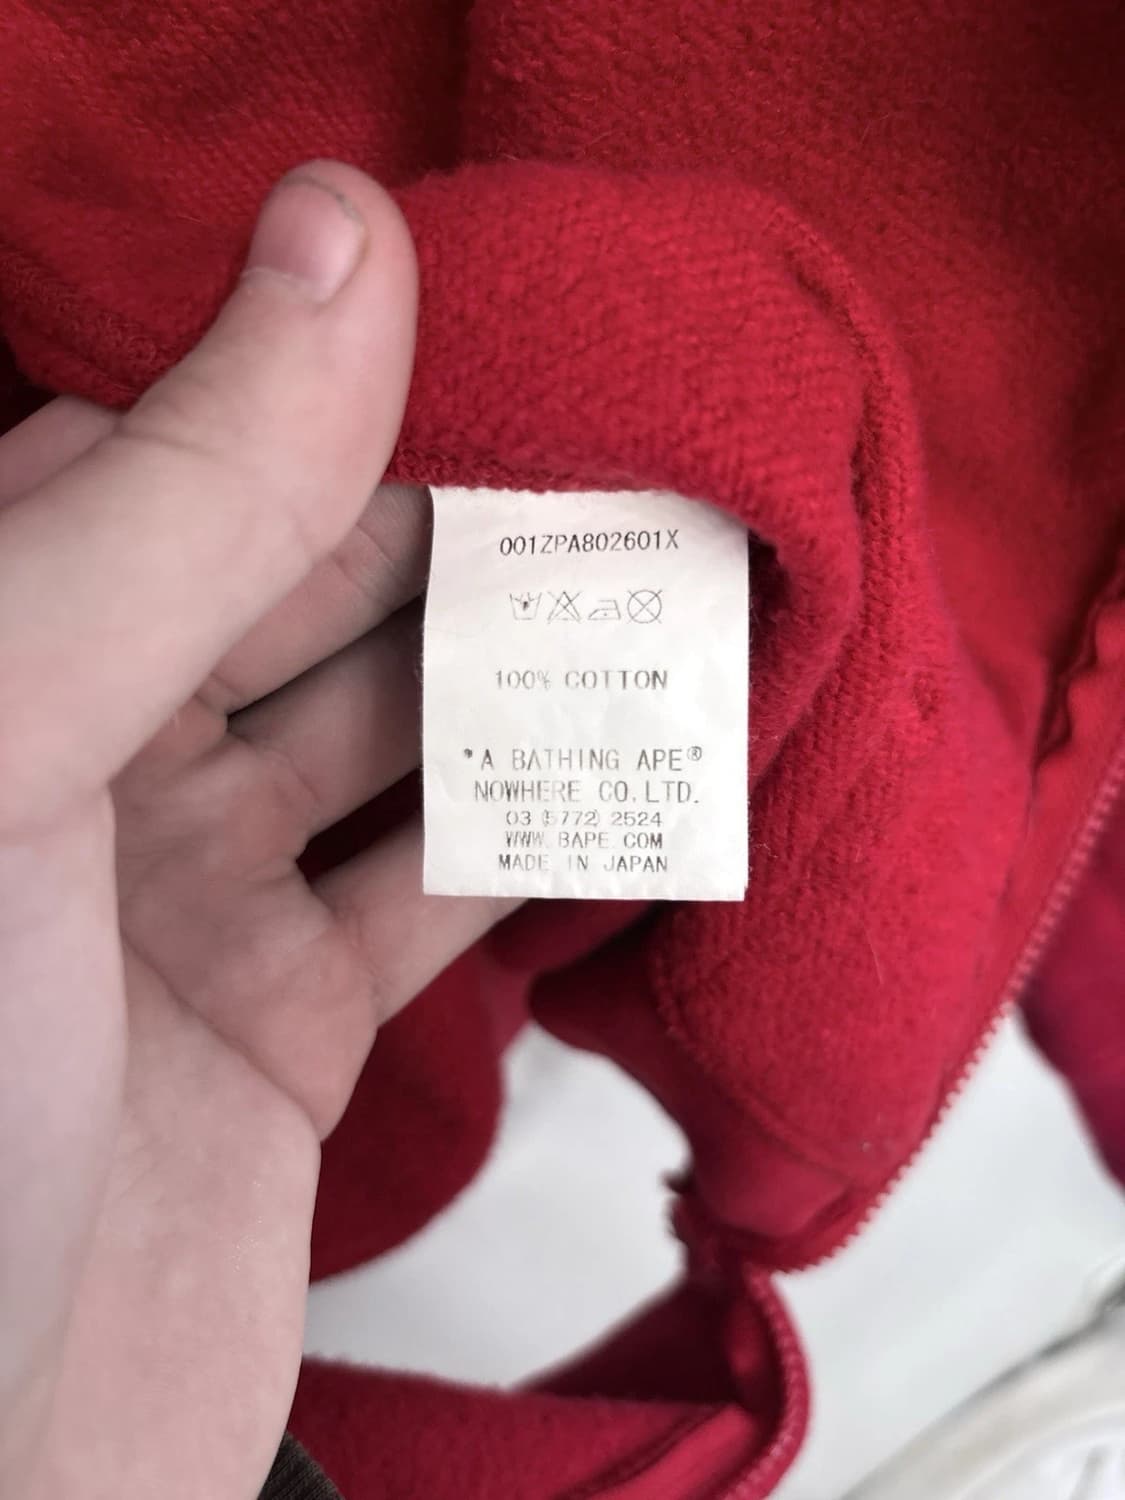 001ZPA802601X
100% COTTON
"A BATHING APE®
NOWHERE CO.LTD.
03 (5772) 2524
WWW. BAPE. COM
MADE IN JAPAN